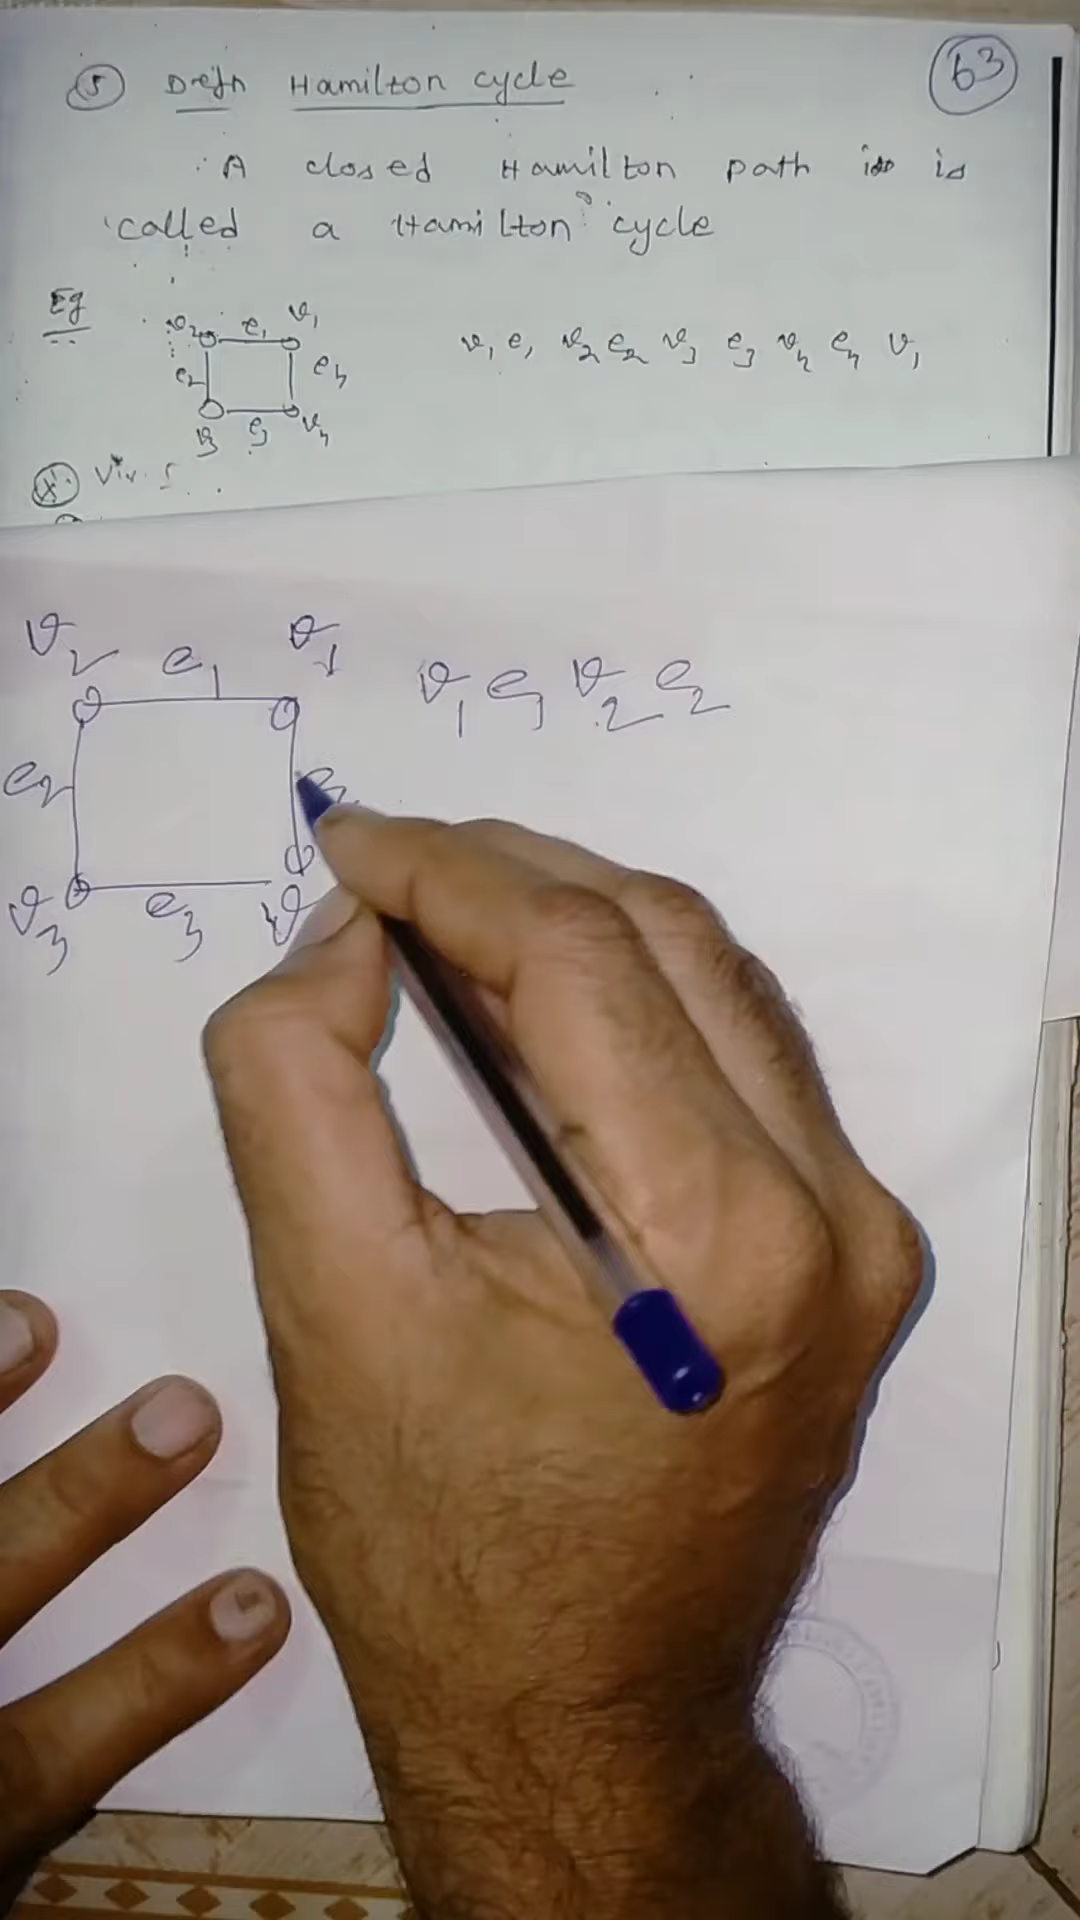 5 Defn Hamilton cycle
63
A closed Hamilton path is
called a Hamilton cycle
Eg
v2 e1 v1
e2 e4
v3 e3 v4
v1 e1 v2 e2 v3 e3 v4 e4 v1
v2 e1 v1
e2
v3 e3 v
v1 e1 v2 e2